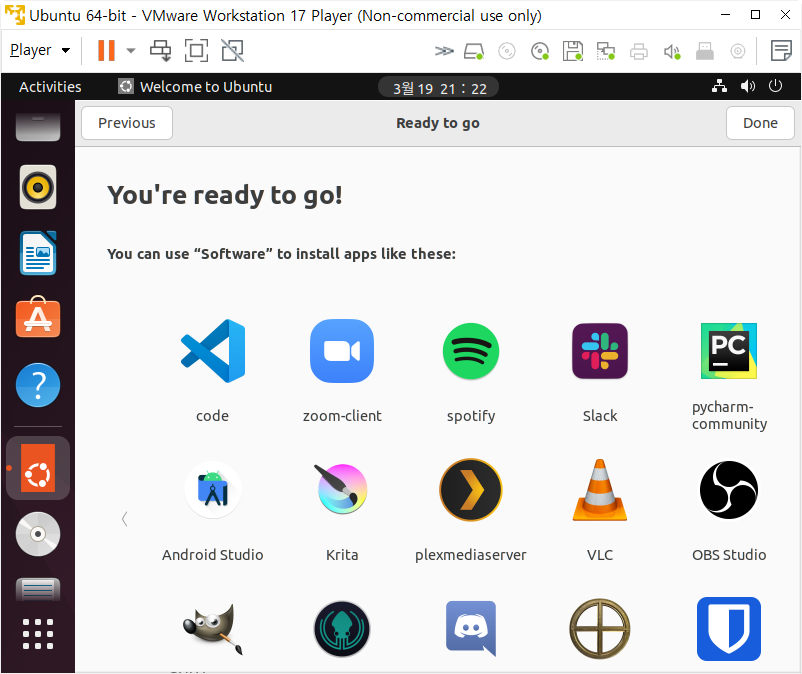 Ubuntu 64-bit - VMware Workstation 17 Player (Non-commercial use only)
Player
Activities
Welcome to Ubuntu
3월 19 21 : 22
Previous
Ready to go
Done
You're ready to go!
You can use “Software” to install apps like these:
code
zoom-client
spotify
Slack
PC
pycharm-
community
Android Studio
Krita
plexmediaserver
VLC
OBS Studio